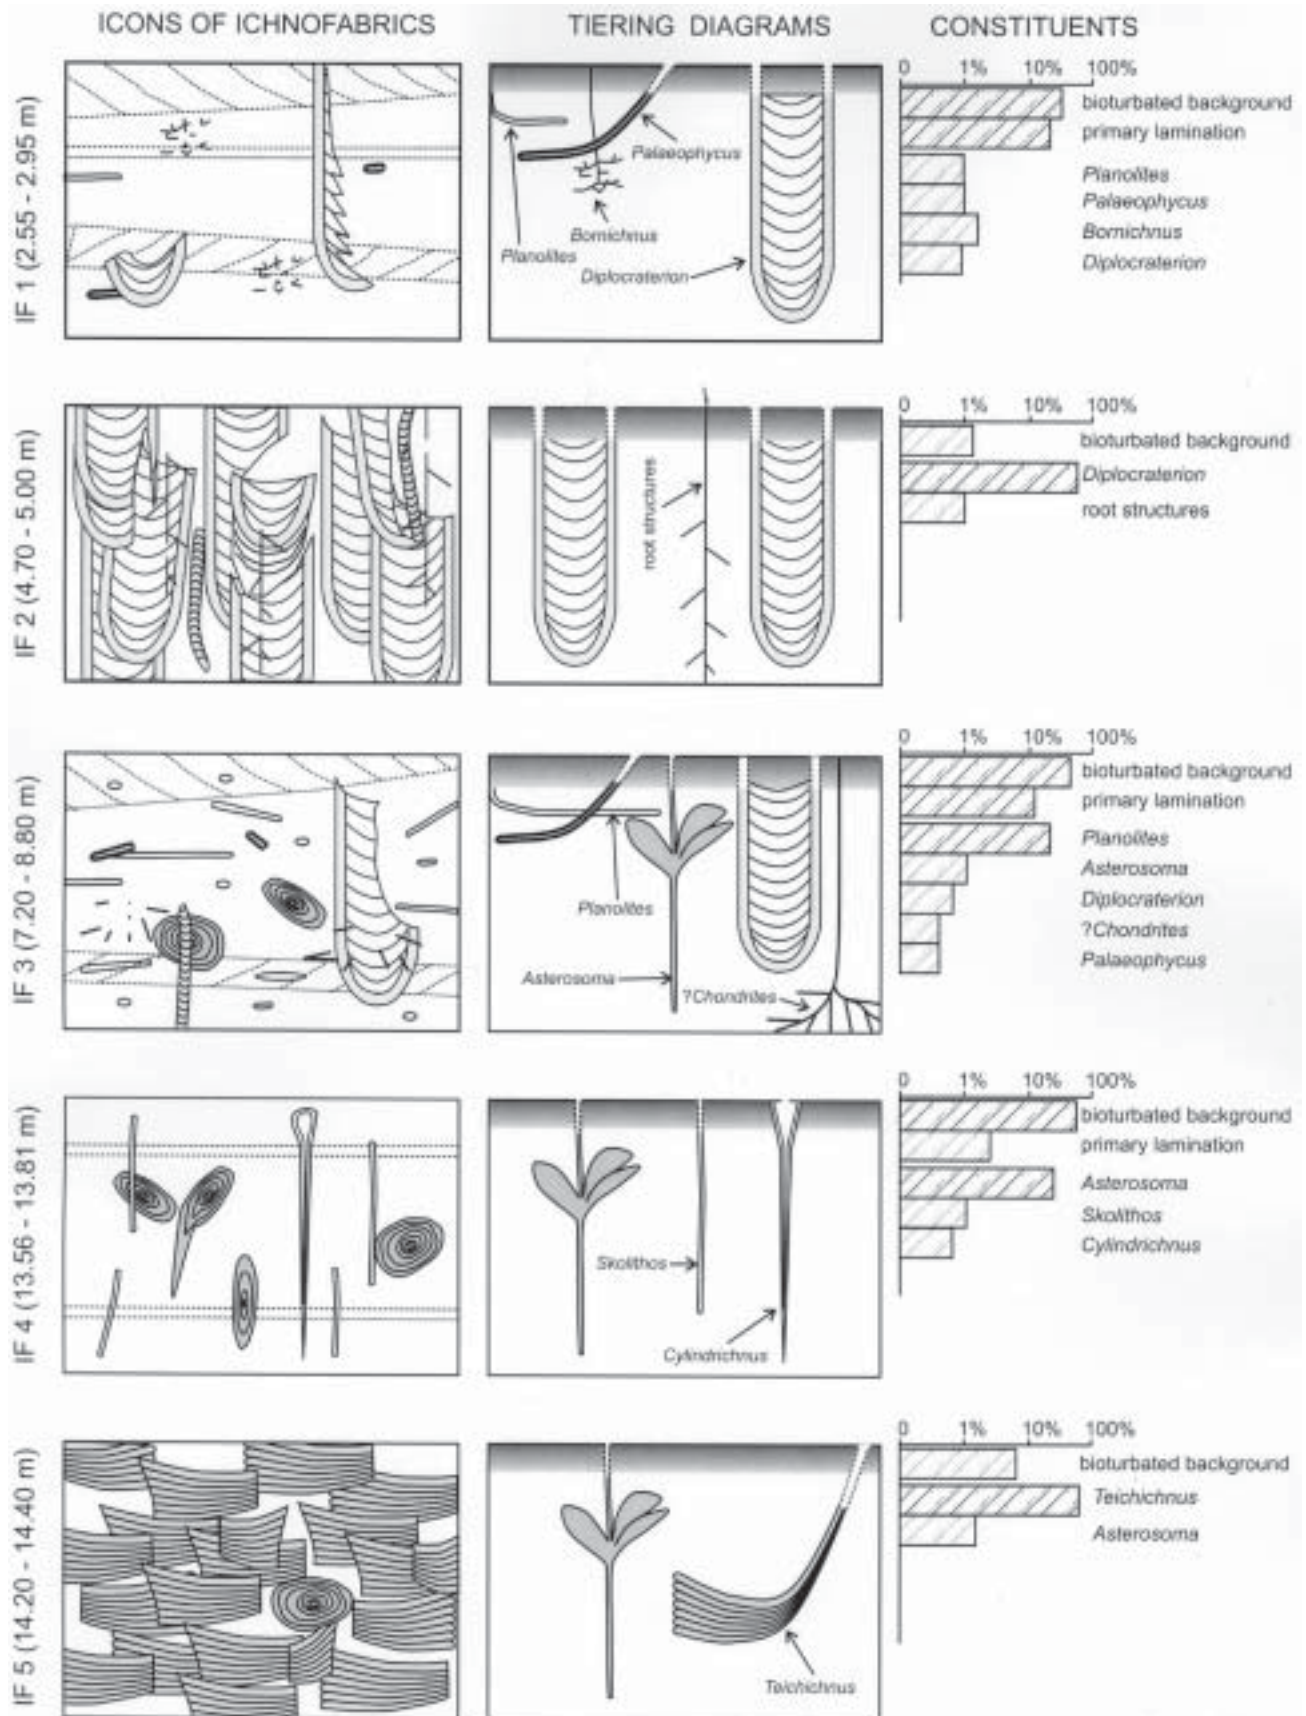 ICONS OF ICHNOFABRICS
TIERING DIAGRAMS
CONSTITUENTS
IF 1 (2.55 - 2.95 m)
Planolites
Bornichnus
Palaeophycus
Diplocraterion
0 1% 10% 100%
bioturbated background
primary lamination
Planolites
Palaeophycus
Bornichnus
Diplocraterion
IF 2 (4.70 - 5.00 m)
root structures
0 1% 10% 100%
bioturbated background
Diplocraterion
root structures
IF 3 (7.20 - 8.80 m)
Planolites
Asterosoma
?Chondrites
0 1% 10% 100%
bioturbated background
primary lamination
Planolites
Asterosoma
Diplocraterion
?Chondrites
Palaeophycus
IF 4 (13.56 - 13.81 m)
Skolithos
Cylindrichnus
0 1% 10% 100%
bioturbated background
primary lamination
Asterosoma
Skolithos
Cylindrichnus
IF 5 (14.20 - 14.40 m)
Teichichnus
0 1% 10% 100%
bioturbated background
Teichichnus
Asterosoma